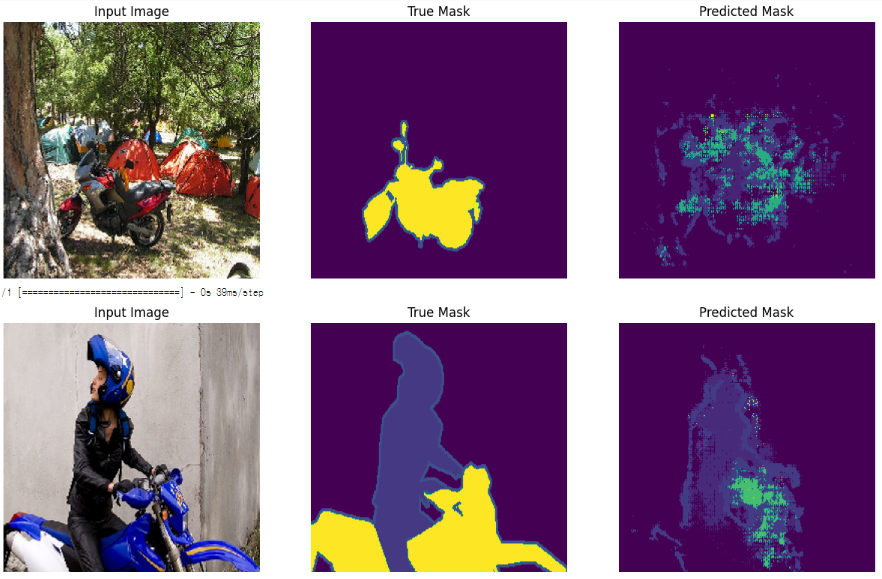 Input Image
True Mask
Predicted Mask
/1 [==============================] - 0s 39ms/step
Input Image
True Mask
Predicted Mask